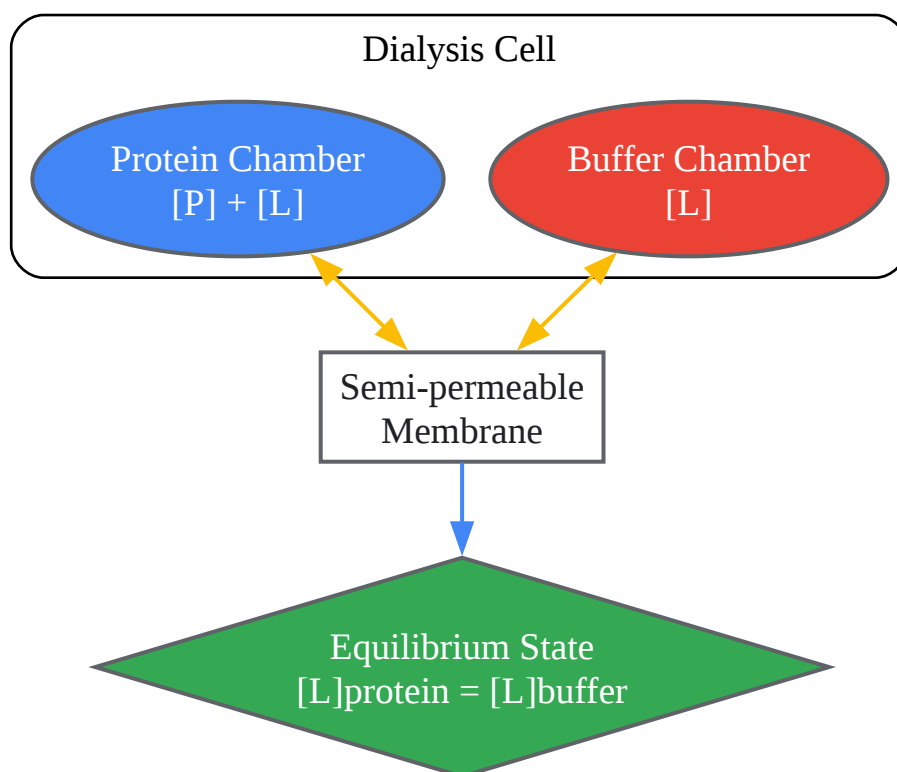 Dialysis Cell
Protein Chamber
[P] + [L]
Buffer Chamber
[L]
Semi-permeable
Membrane
Equilibrium State
[L]protein = [L]buffer